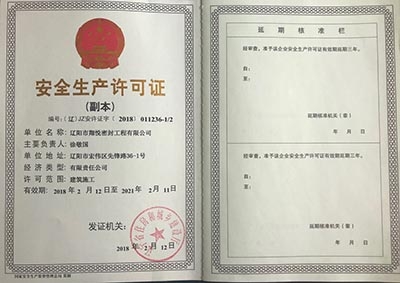 安全生产许可证
(副本)
编号：(辽)JZ安许证字〔2018〕011236-1/2
单位名称：辽阳市翔悦密封工程有限公司
主要负责人：徐敬国
单位地址：辽阳市宏伟区先锋路36-1号
经济类型：有限责任公司
许可范围：建筑施工
有效期：2018年2月12日至2021年2月11日
发证机关：
2018年2月12日
延期核准栏
经审查，准予该企业安全生产许可证有效期延期三年。
自：
至：
延期核准机关（章）
年 月 日
经审查，准予该企业安全生产许可证有效期延期三年。
自：
至：
延期核准机关（章）
年 月 日